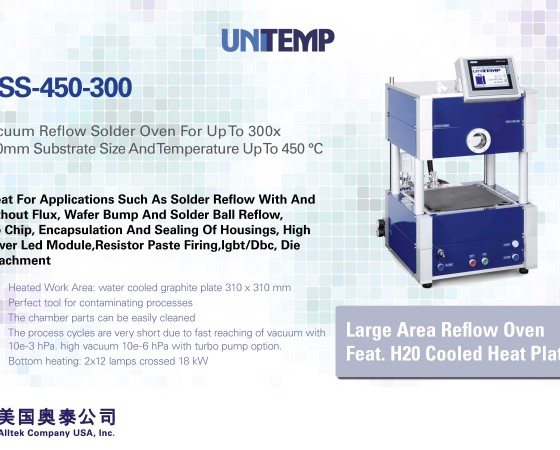 UNITEMP
SS-450-300
cuum Reflow Solder Oven For Up To 300x
0mm Substrate Size And Temperature Up To 450 ºC
eat For Applications Such As Solder Reflow With And
thout Flux, Wafer Bump And Solder Ball Reflow,
p Chip, Encapsulation And Sealing Of Housings, High
wer Led Module,Resistor Paste Firing,Igbt/Dbc, Die
achment
Heated Work Area: water cooled graphite plate 310 x 310 mm
Perfect tool for contaminating processes
The chamber parts can be easily cleaned
The process cycles are very short due to fast reaching of vacuum with
10e-3 hPa. high vacuum 10e-6 hPa with turbo pump option.
Bottom heating: 2x12 lamps crossed 18 kW
UNITEMP
Large Area Reflow Oven
Feat. H20 Cooled Heat Plat
美国奥泰公司
Alltek Company USA, Inc.